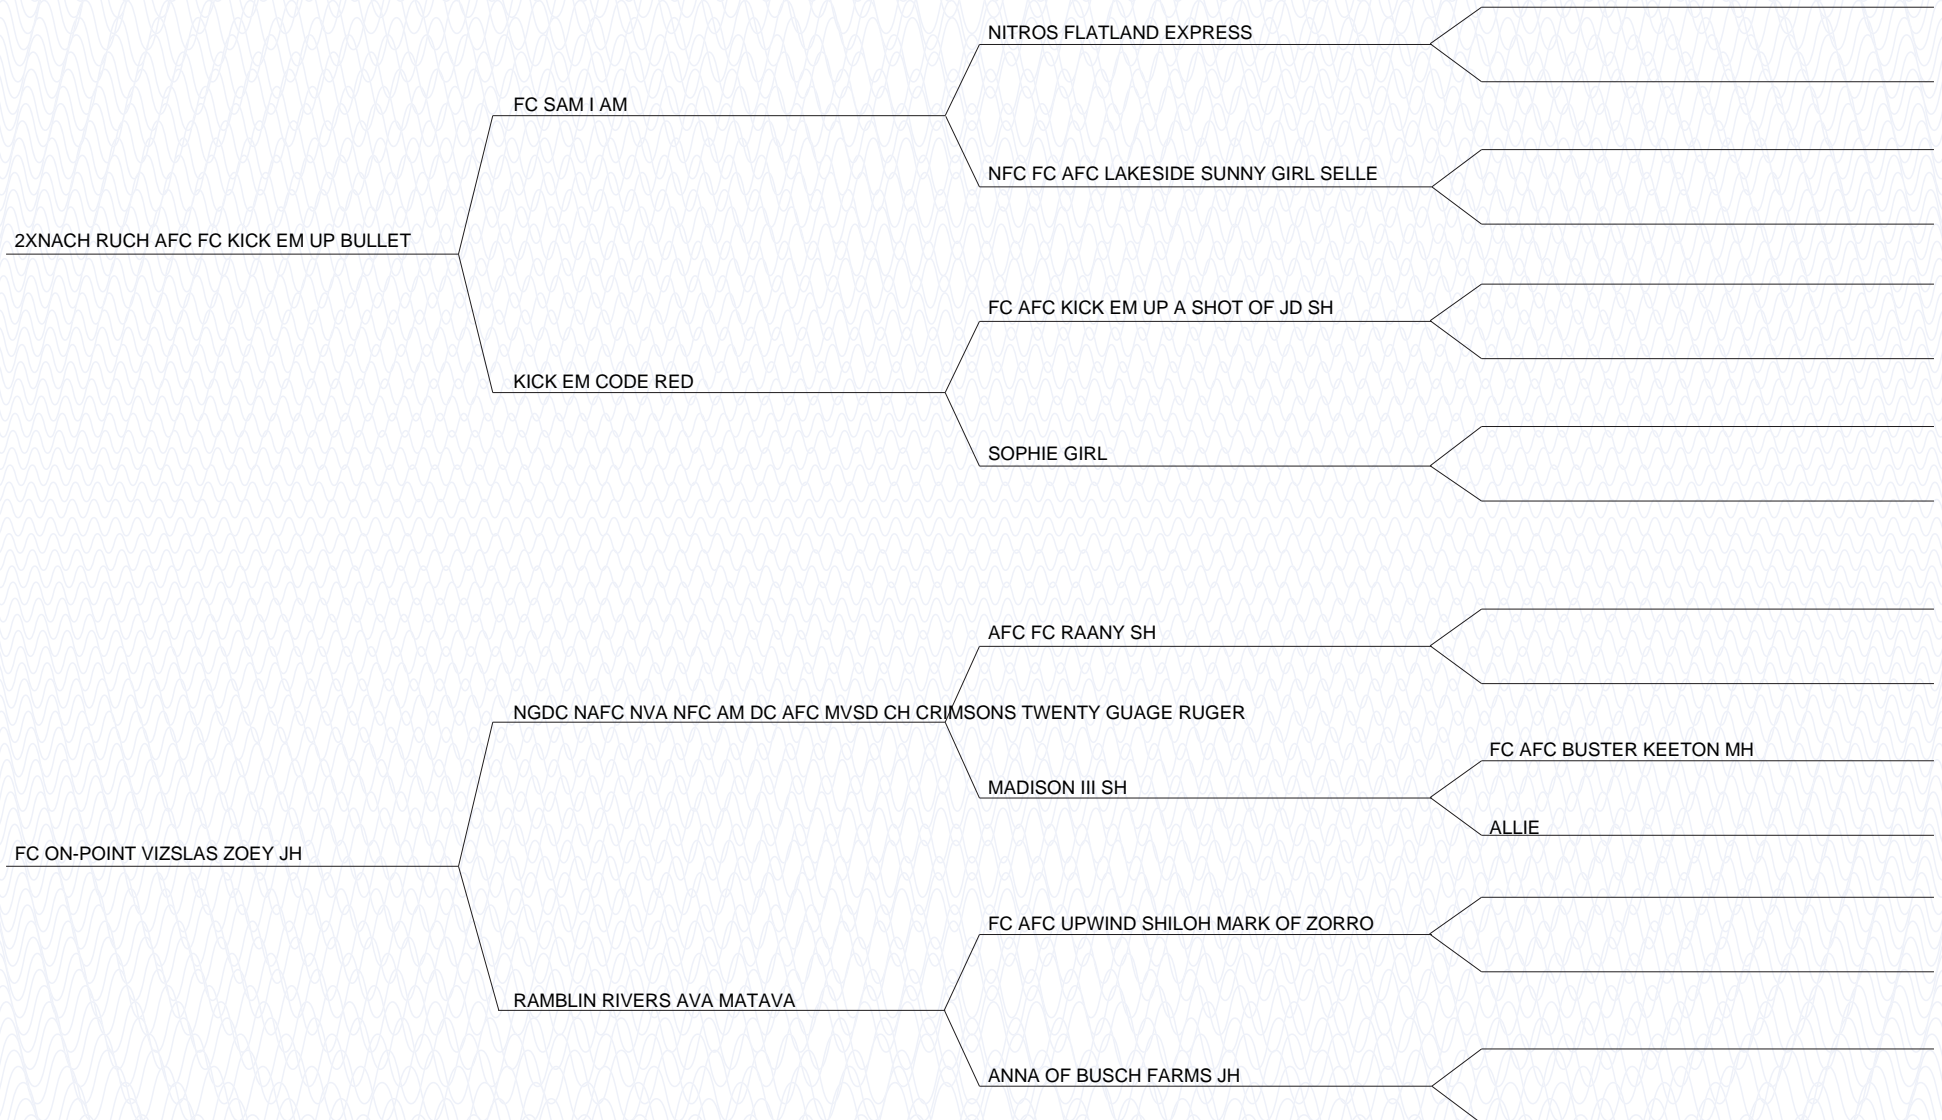 NITROS FLATLAND EXPRESS
FC SAM I AM
NFC FC AFC LAKESIDE SUNNY GIRL SELLE
2XNACH RUCH AFC FC KICK EM UP BULLET
FC AFC KICK EM UP A SHOT OF JD SH
KICK EM CODE RED
SOPHIE GIRL
AFC FC RAANY SH
NGDC NAFC NVA NFC AM DC AFC MVSD CH CRIMSONS TWENTY GUAGE RUGER
FC AFC BUSTER KEETON MH
MADISON III SH
ALLIE
FC ON-POINT VIZSLAS ZOEY JH
FC AFC UPWIND SHILOH MARK OF ZORRO
RAMBLIN RIVERS AVA MATAVA
ANNA OF BUSCH FARMS JH